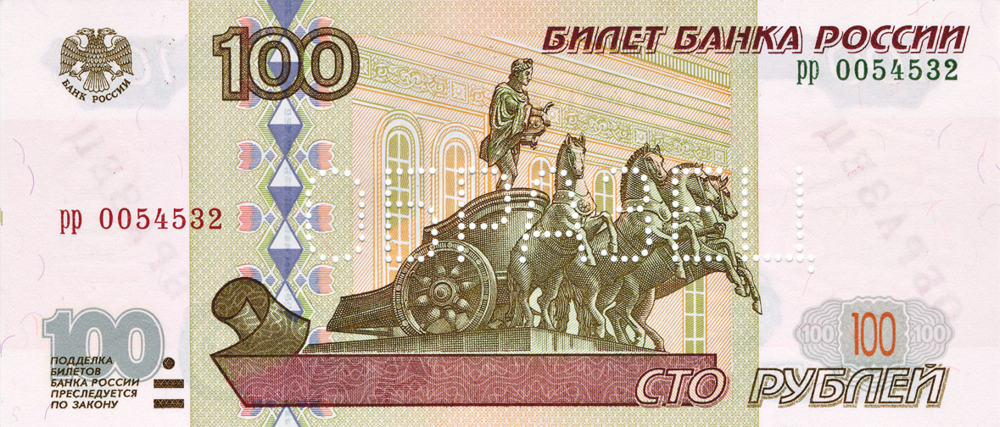 100
БИЛЕТ БАНКА РОССИИ
рр 0054532
БАНК РОССИИ
ОБРАЗЕЦ
рр 0054532
100
ПОДДЕЛКА
БИЛЕТОВ
БАНКА РОССИИ
ПРЕСЛЕДУЕТСЯ
ПО ЗАКОНУ
100 100 100
СТО РУБЛЕЙ